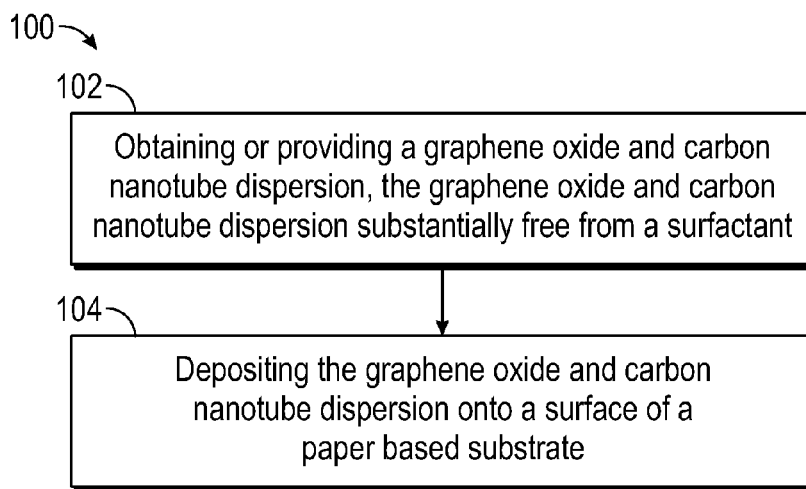 100
102
Obtaining or providing a graphene oxide and carbon
nanotube dispersion, the graphene oxide and carbon
nanotube dispersion substantially free from a surfactant
104
Depositing the graphene oxide and carbon
nanotube dispersion onto a surface of a
paper based substrate